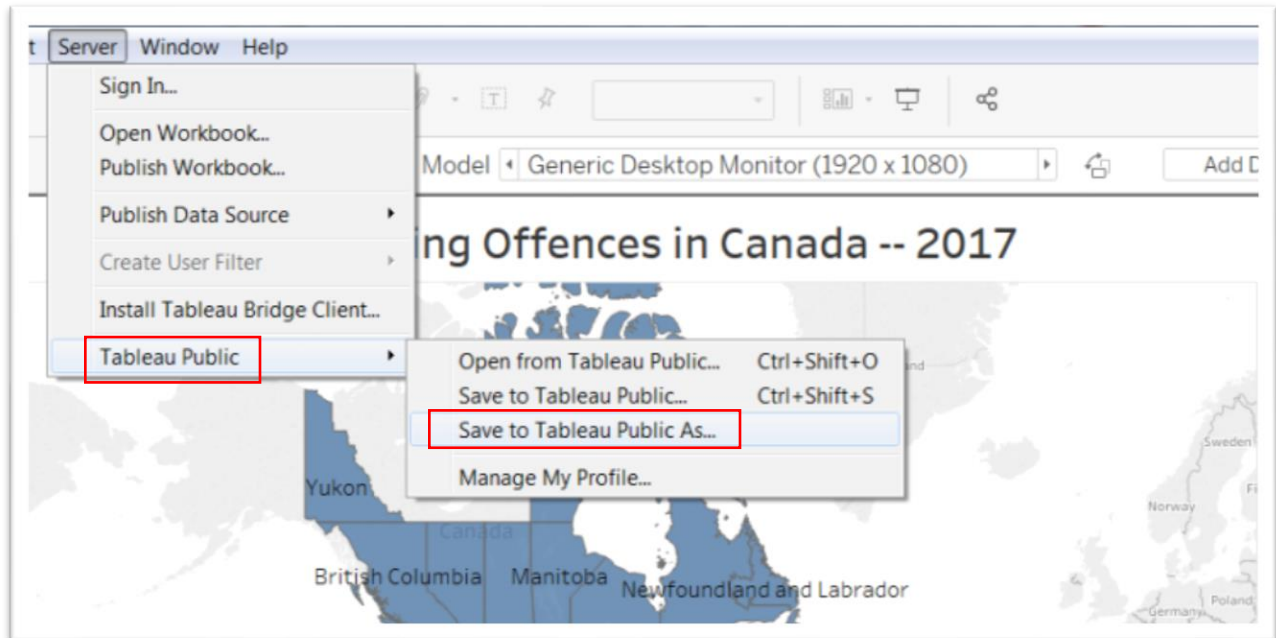 t Server Window Help
Sign In...
Open Workbook...
Publish Workbook...
Publish Data Source
Create User Filter
Install Tableau Bridge Client...
Tableau Public
T
Model Generic Desktop Monitor (1920 x 1080) Add D
ing Offences in Canada -- 2017
Open from Tableau Public... Ctrl+Shift+O
Save to Tableau Public... Ctrl+Shift+S
Save to Tableau Public As...
Manage My Profile...
nd
Sweden
Fi
Norway
Yukon
Canada
British Columbia Manitoba Newfoundland and Labrador
Poland
Germany